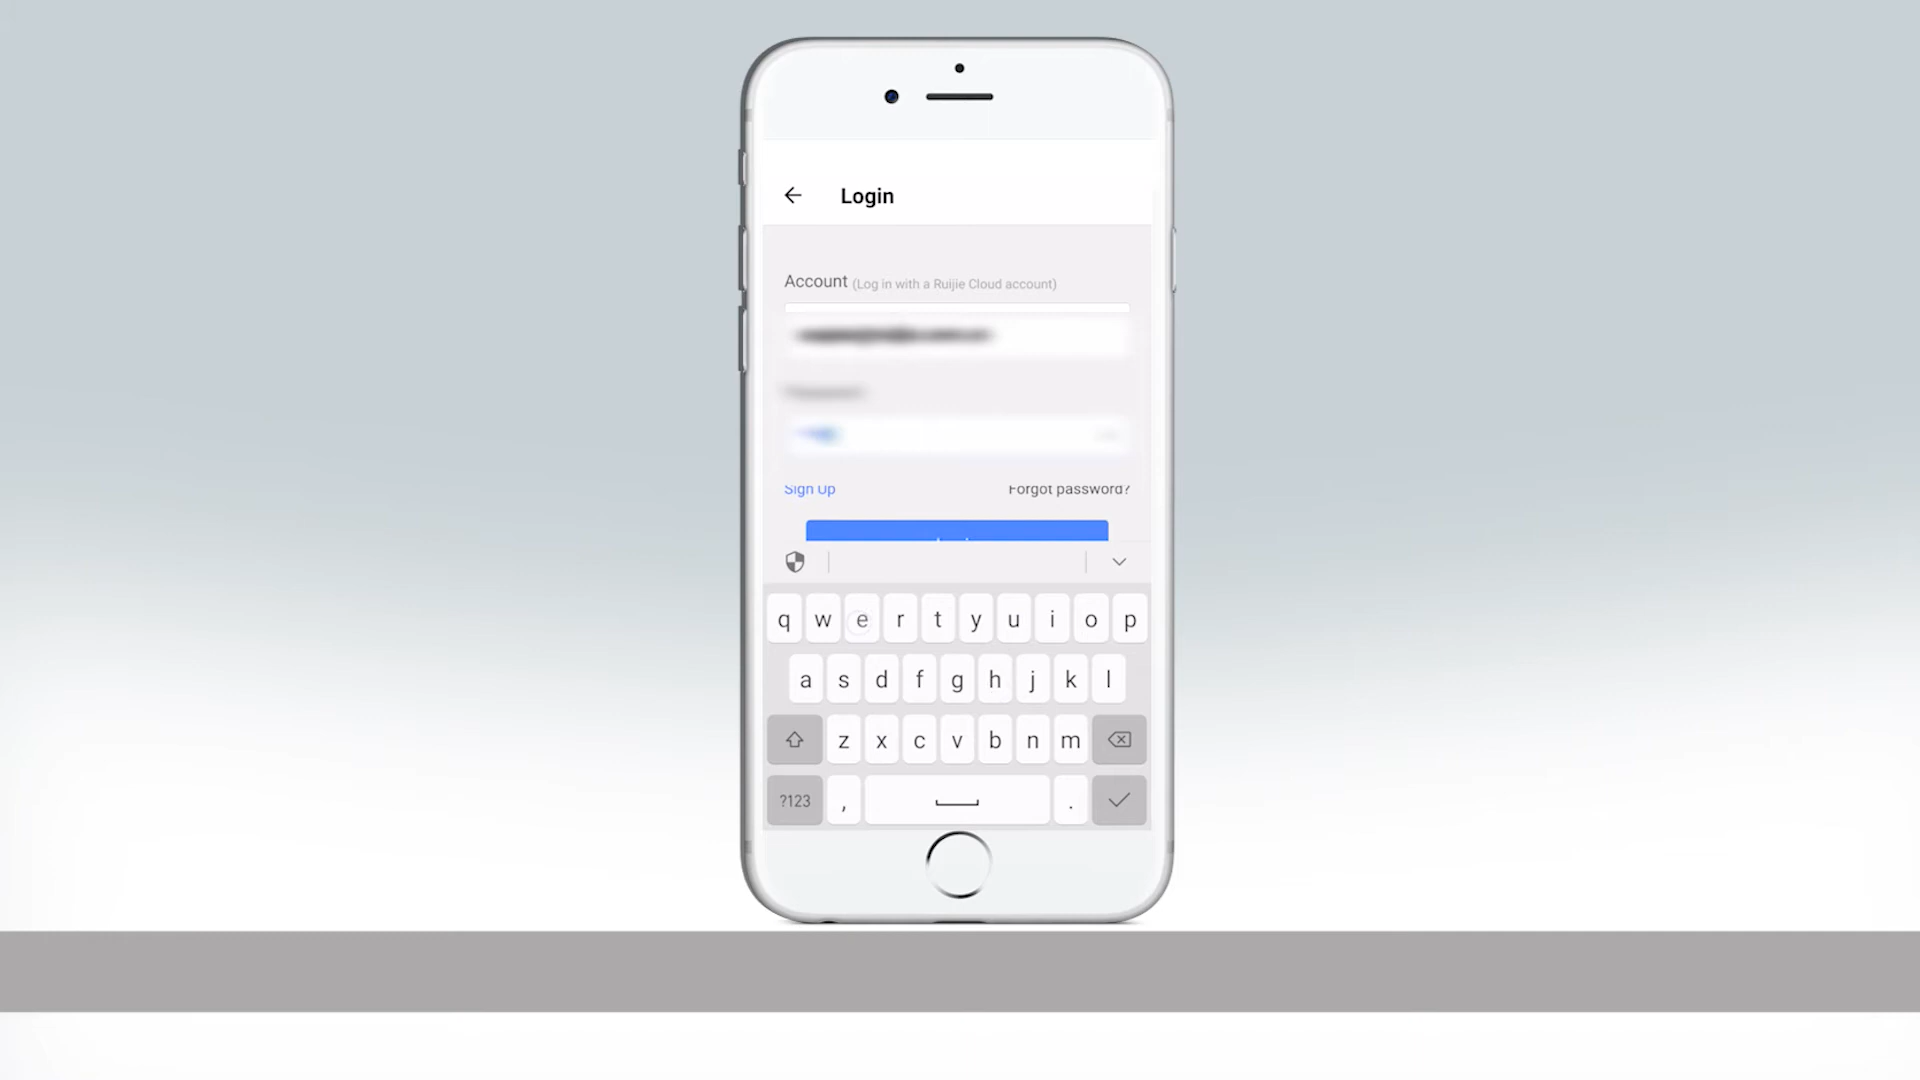 Login
Account (Log in with a Ruijie Cloud account)
Sign Up
Forgot password?
q w e r t y u i o p
a s d f g h j k l
z x c v b n m
?123 , .